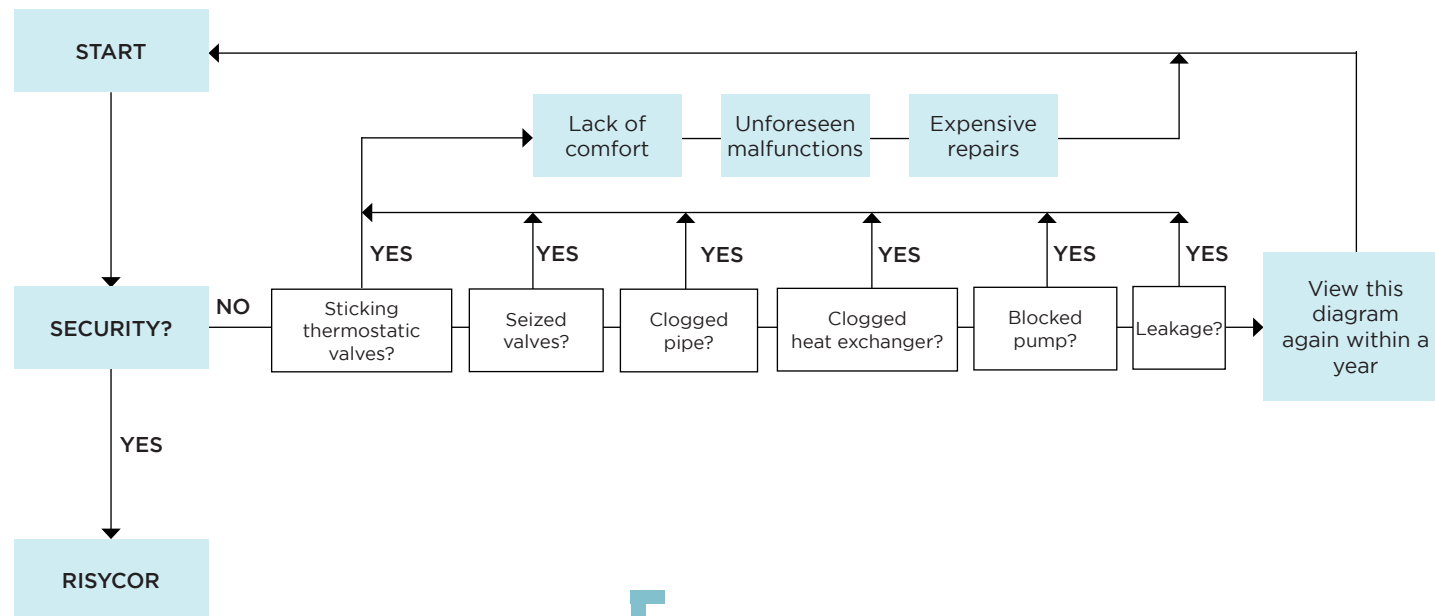 START
Lack of
comfort
Unforeseen
malfunctions
Expensive
repairs
YES
YES
YES
YES
YES
YES
SECURITY?
NO
Sticking
thermostatic
valves?
Seized
valves?
Clogged
pipe?
Clogged
heat exchanger?
Blocked
pump?
Leakage?
View this
diagram
again within a
year
YES
RISYCOR